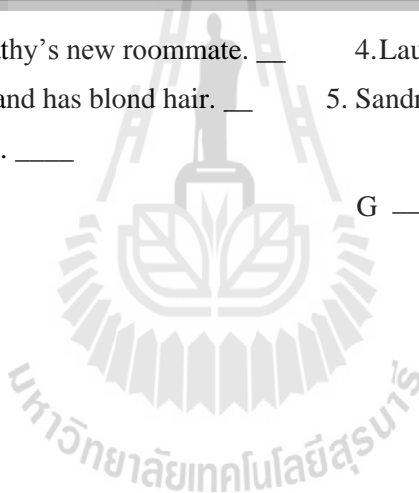 athy's new roommate. __ 4.Lau
and has blond hair. __ 5. Sandr
. ____
G __
มหาวิทยาลัยเทคโนโลยีสุรนารี